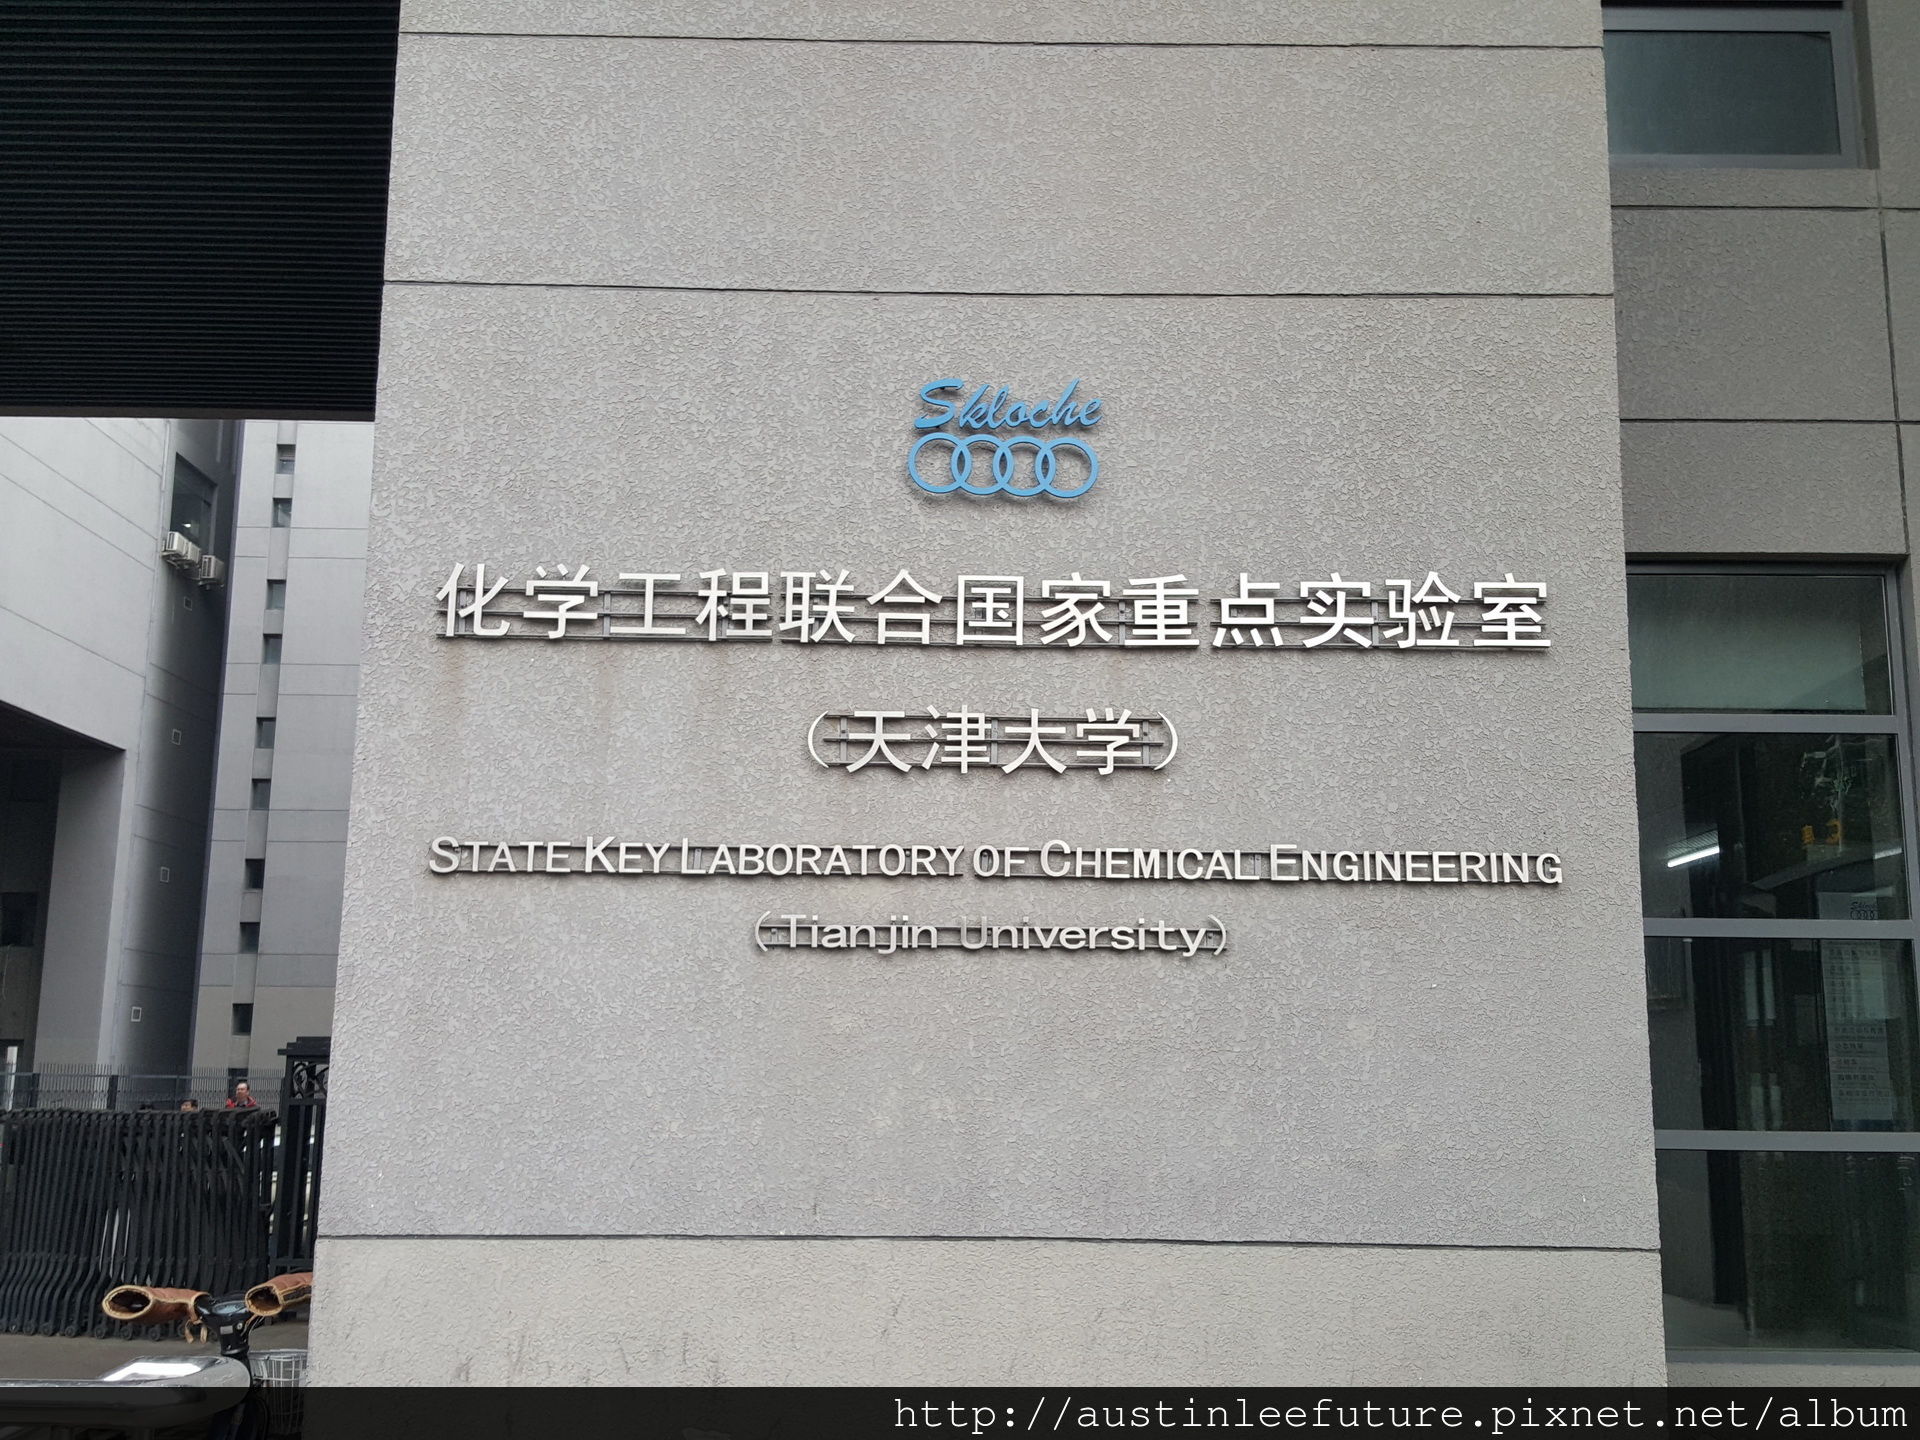 Skloche
化学工程联合国家重点实验室
（天津大学）
STATE KEY LABORATORY OF CHEMICAL ENGINEERING
(Tianjin University)
http://austinleefuture.pixnet.net/album